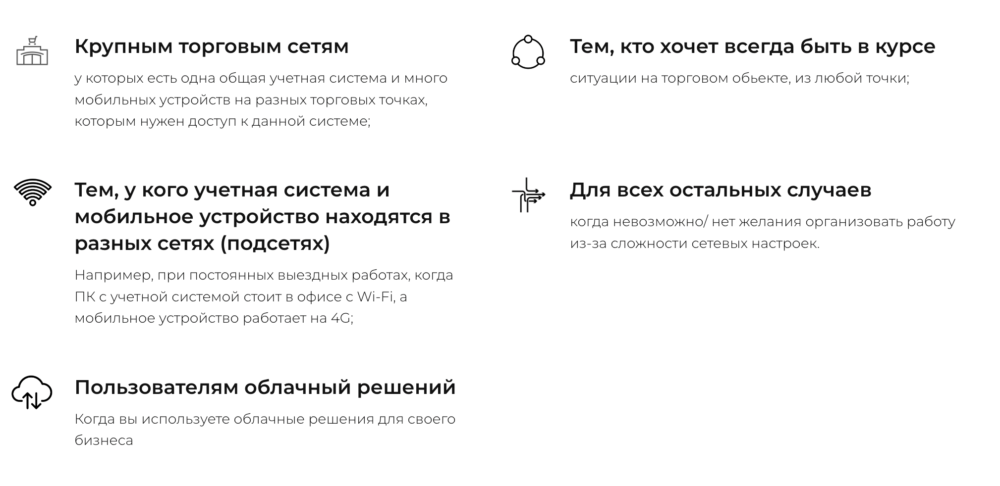 Крупным торговым сетям
у которых есть одна общая учетная система и много
мобильных устройств на разных торговых точках,
которым нужен доступ к данной системе;
Тем, кто хочет всегда быть в курсе
ситуации на торговом обьекте, из любой точки;
Тем, у кого учетная система и
мобильное устройство находятся в
разных сетях (подсетях)
Например, при постоянных выездных работах, когда
ПК с учетной системой стоит в офисе с Wi-Fi, а
мобильное устройство работает на 4G;
Для всех остальных случаев
когда невозможно/ нет желания организовать работу
из-за сложности сетевых настроек.
Пользователям облачный решений
Когда вы используете облачные решения для своего
бизнеса